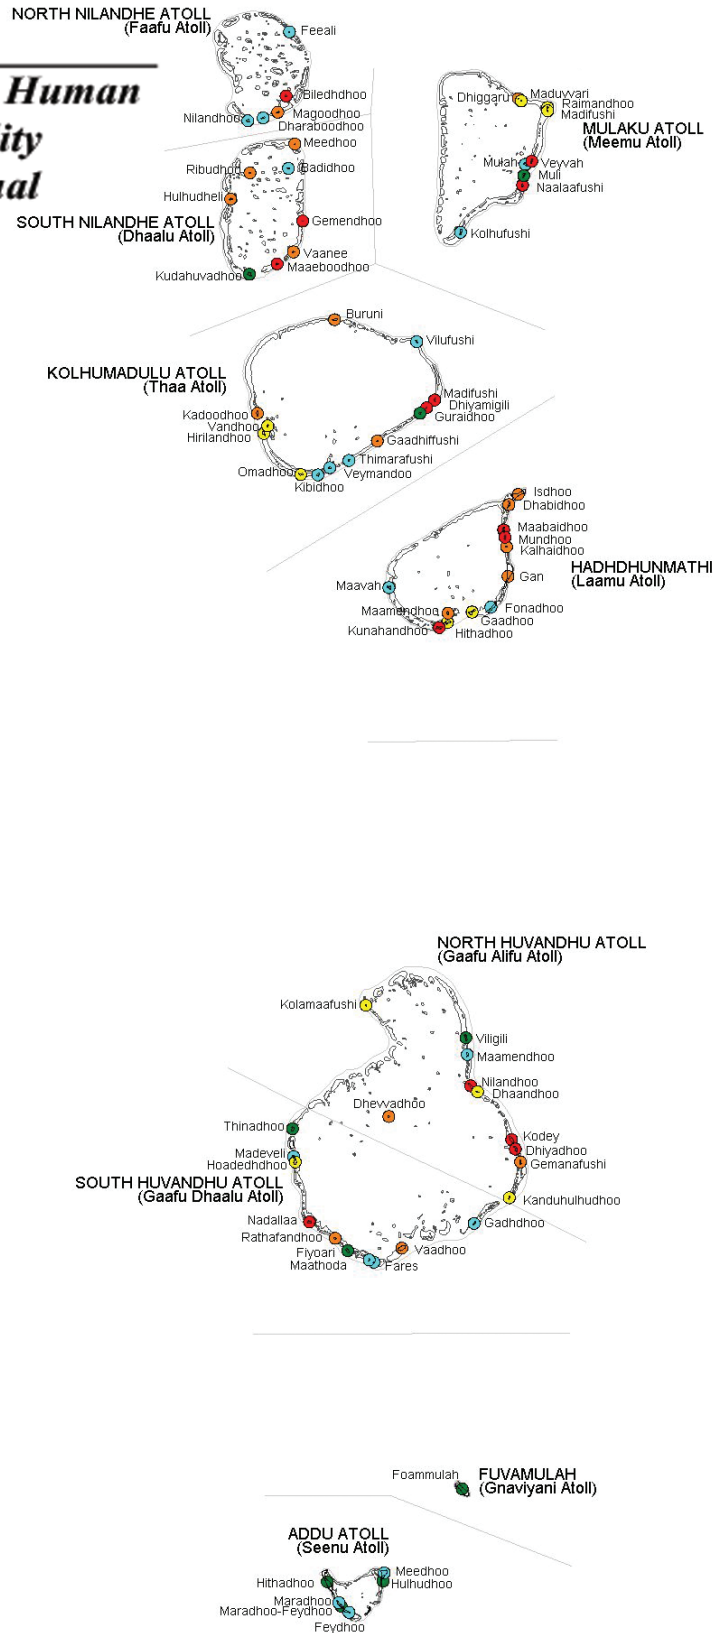 NORTH NILANDHE ATOLL
(Faafu Atoll)
Feeali
Human
ity
ual
Biledhdhoo
Nilandhoo
Magoodhoo
Dharaboodhoo
Dhiggaru
Maduvvari
Raimandhoo
Madifushi
MULAKU ATOLL
(Meemu Atoll)
Mulah
Veyvah
Muli
Naalaafushi
Kolhufushi
Meedhoo
Ribudhoo
Badidhoo
Hulhudheli
SOUTH NILANDHE ATOLL
(Dhaalu Atoll)
Gemendhoo
Vaanee
Maaeboodhoo
Kudahuvadhoo
Buruni
Vilufushi
KOLHUMADULU ATOLL
(Thaa Atoll)
Madifushi
Dhiyamigili
Guraidhoo
Kadoodhoo
Vandhoo
Hirilandhoo
Gaadhiffushi
Omadhoo
Thimarafushi
Veymandoo
Kibidhoo
Isdhoo
Dhabidhoo
Maabaidhoo
Mundhoo
Kalhaidhoo
HADHDHUNMATHI
(Laamu Atoll)
Gan
Maavah
Maamendhoo
Fonadhoo
Gaadhoo
Kunahandhoo
Hithadhoo
NORTH HUVANDHU ATOLL
(Gaafu Alifu Atoll)
Kolamaafushi
Viligili
Maamendhoo
Nilandhoo
Dhaandhoo
Dhevvadhoo
Thinadhoo
Kodey
Dhiyadhoo
Gemanafushi
Madeveli
Hoadedhdhoo
SOUTH HUVANDHU ATOLL
(Gaafu Dhaalu Atoll)
Kanduhulhudhoo
Nadallaa
Gadhdhoo
Rathafandhoo
Fiyoari
Vaadhoo
Maathoda
Fares
Foammulah
FUVAMULAH
(Gnaviyani Atoll)
ADDU ATOLL
(Seenu Atoll)
Meedhoo
Hithadhoo
Hulhudhoo
Maradhoo
Maradhoo-Feydhoo
Feydhoo